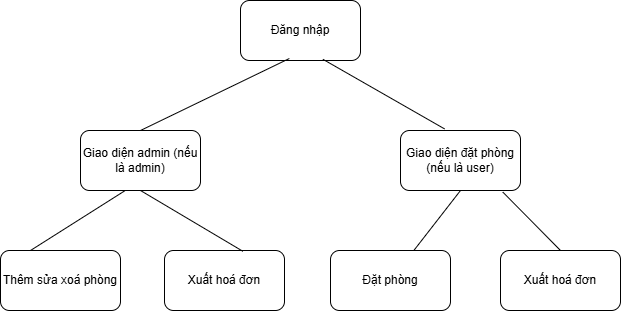 Đăng nhập
Giao diện admin (nếu
là admin)
Giao diện đặt phòng
(nếu là user)
Thêm sửa xoá phòng
Xuất hoá đơn
Đặt phòng
Xuất hoá đơn